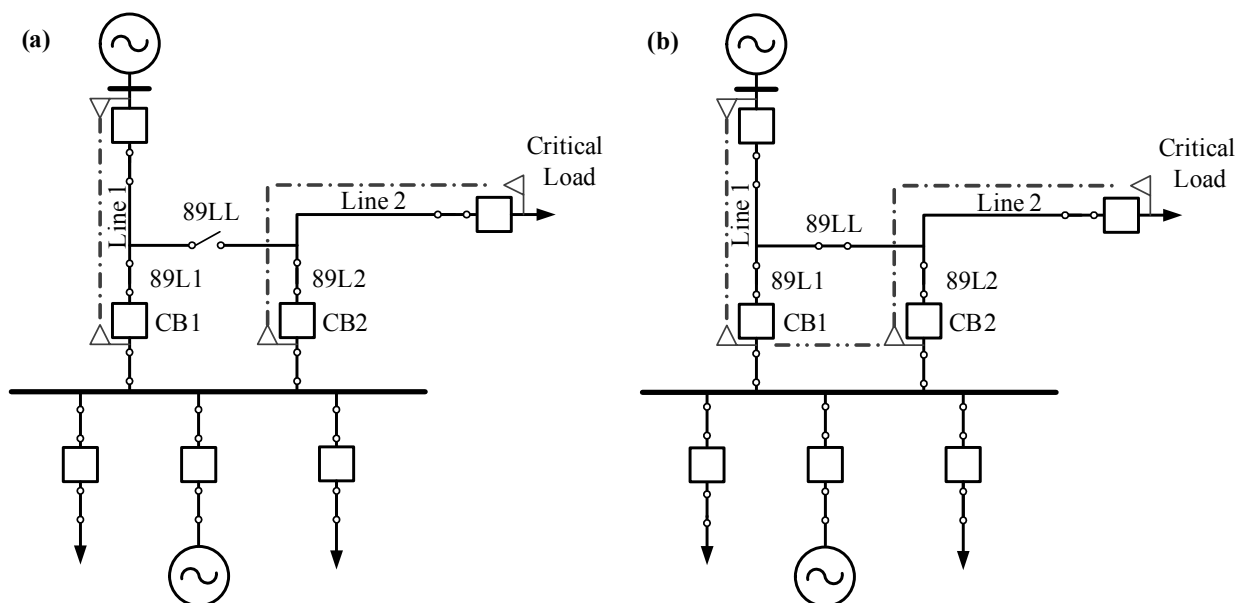 (a)
Line 1
89LL
Line 2
Critical
Load
89L1
89L2
CB1
CB2
(b)
Line 1
89LL
Line 2
Critical
Load
89L1
89L2
CB1
CB2